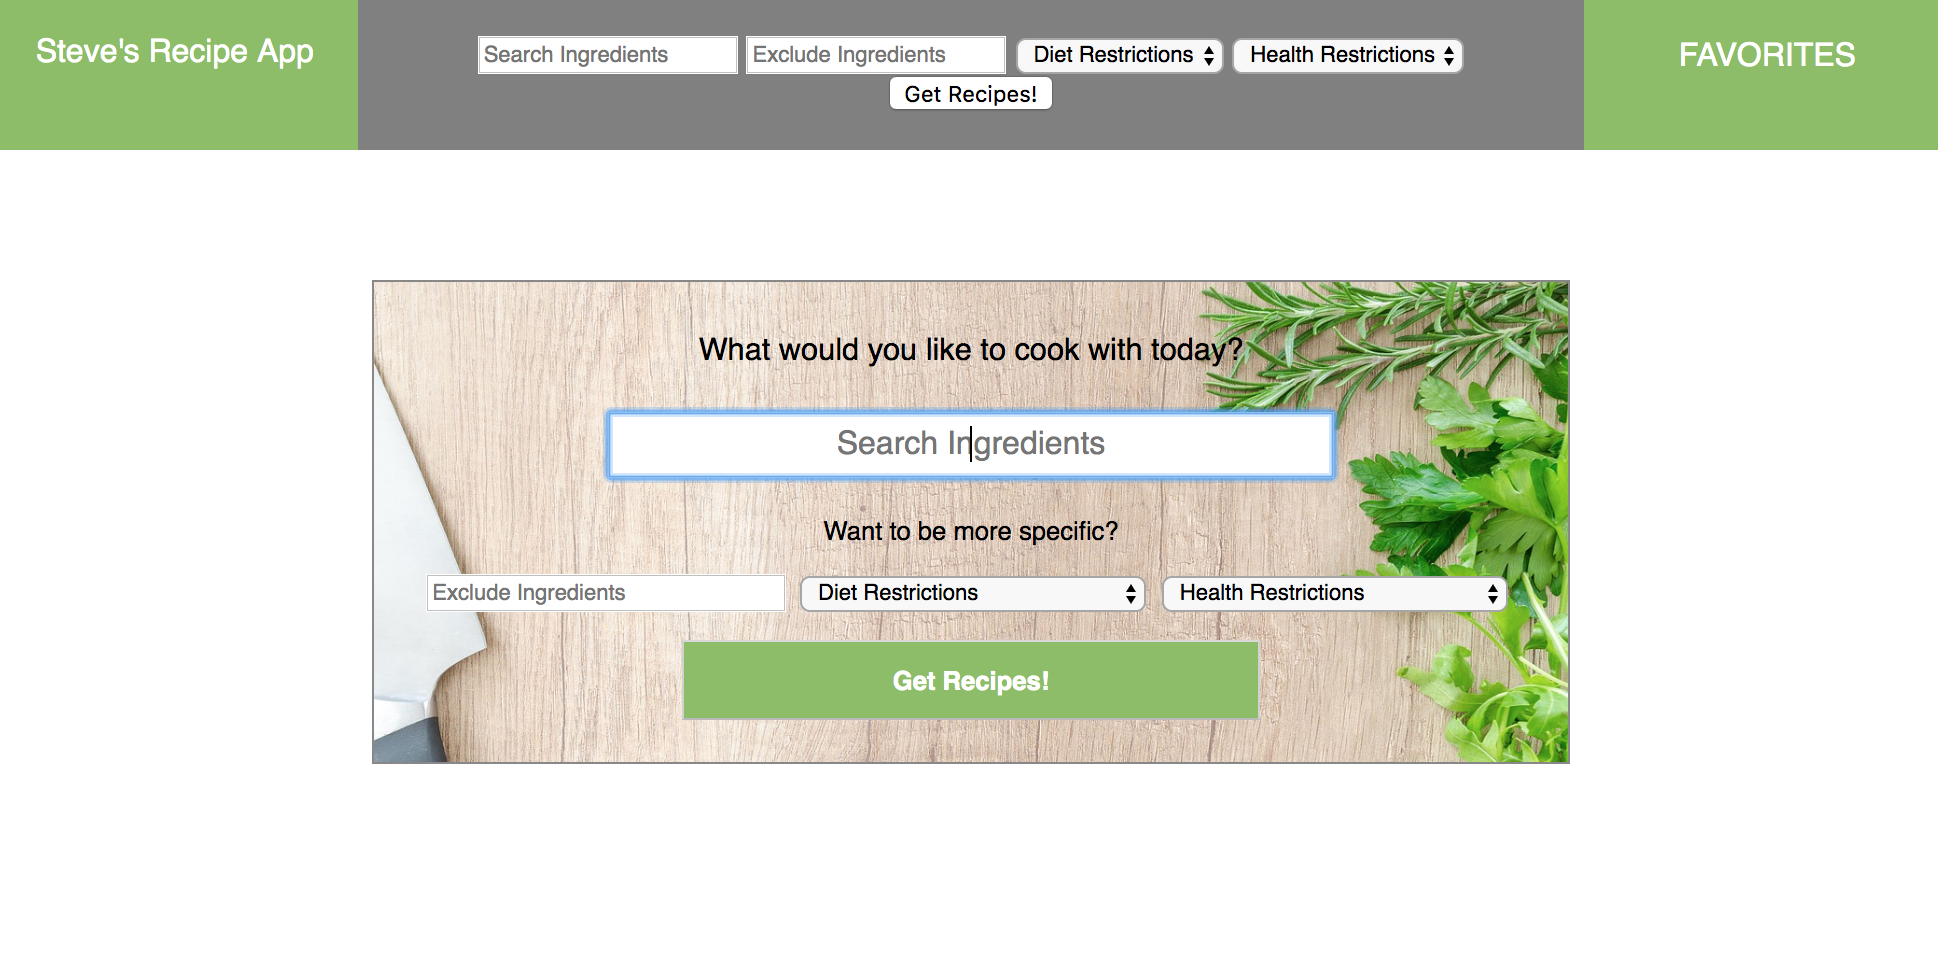 Steve's Recipe App
Search Ingredients Exclude Ingredients Diet Restrictions Health Restrictions
Get Recipes!
FAVORITES
What would you like to cook with today?
Search Ingredients
Want to be more specific?
Exclude Ingredients Diet Restrictions Health Restrictions
Get Recipes!